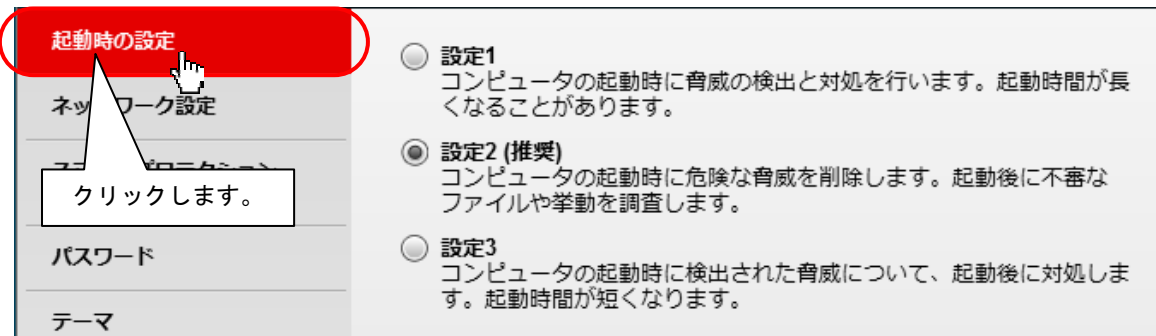 起動時の設定
ネットワーク設定
クリックします。
パスワード
テーマ
設定1
コンピュータの起動時に脅威の検出と対処を行います。起動時間が長
くなることがあります。
設定2 (推奨)
コンピュータの起動時に危険な脅威を削除します。起動後に不審な
ファイルや挙動を調査します。
設定3
コンピュータの起動時に検出された脅威について、起動後に対処しま
す。起動時間が短くなります。